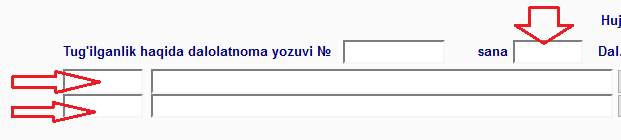 Huj
Tug'ilganlik haqida dalolatnoma yozuvi № sana Dal.